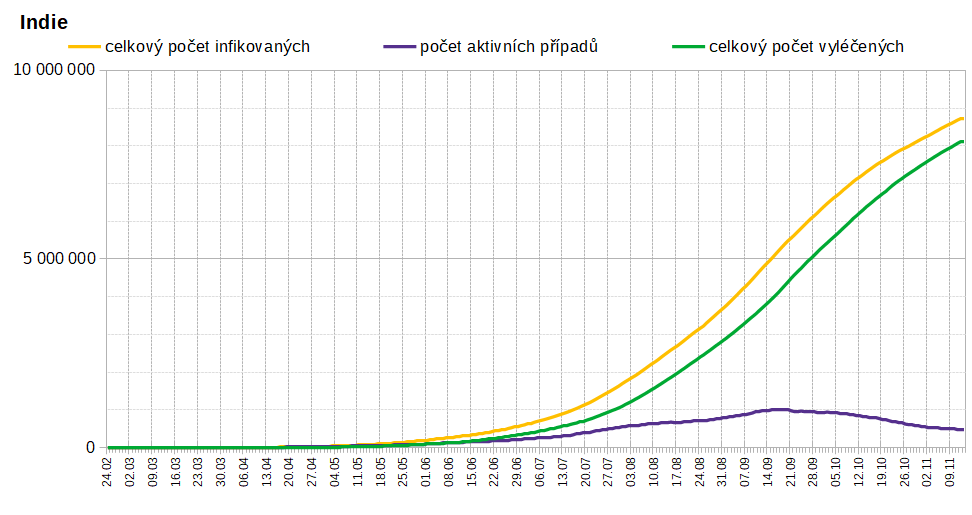 Indie
celkový počet infikovaných počet aktivních případů celkový počet vyléčených
10 000 000
5 000 000
0
24.02 02.03 09.03 16.03 23.03 30.03 06.04 13.04 20.04 27.04 04.05 11.05 18.05 25.05 01.06 08.06 15.06 22.06 29.06 06.07 13.07 20.07 27.07 03.08 10.08 17.08 24.08 31.08 07.09 14.09 21.09 28.09 05.10 12.10 19.10 26.10 02.11 09.11